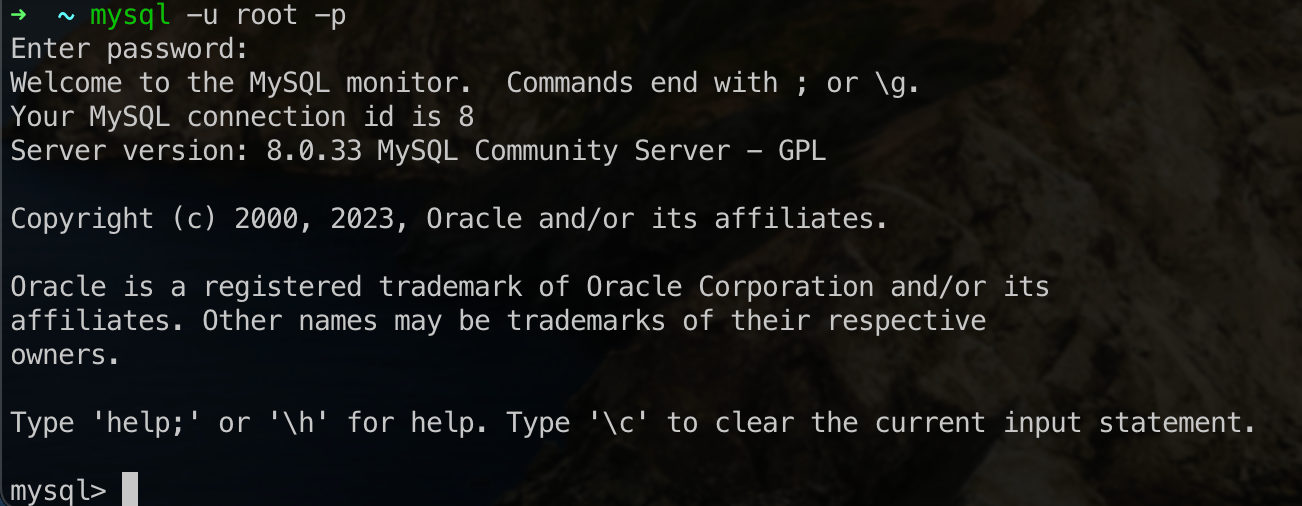 ➜  ~ mysql -u root -p
Enter password:
Welcome to the MySQL monitor.  Commands end with ; or \g.
Your MySQL connection id is 8
Server version: 8.0.33 MySQL Community Server - GPL

Copyright (c) 2000, 2023, Oracle and/or its affiliates.

Oracle is a registered trademark of Oracle Corporation and/or its
affiliates. Other names may be trademarks of their respective
owners.

Type 'help;' or '\h' for help. Type '\c' to clear the current input statement.

mysql>